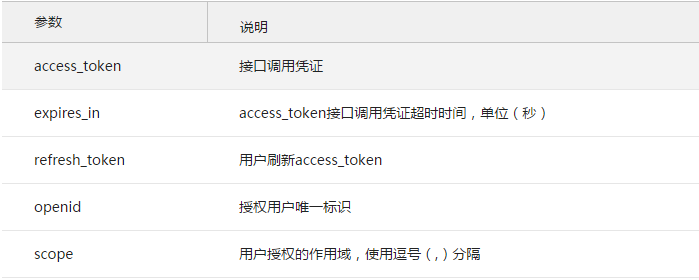 参数 说明
access_token 接口调用凭证
expires_in access_token接口调用凭证超时时间，单位（秒）
refresh_token 用户刷新access_token
openid 授权用户唯一标识
scope 用户授权的作用域，使用逗号（,）分隔